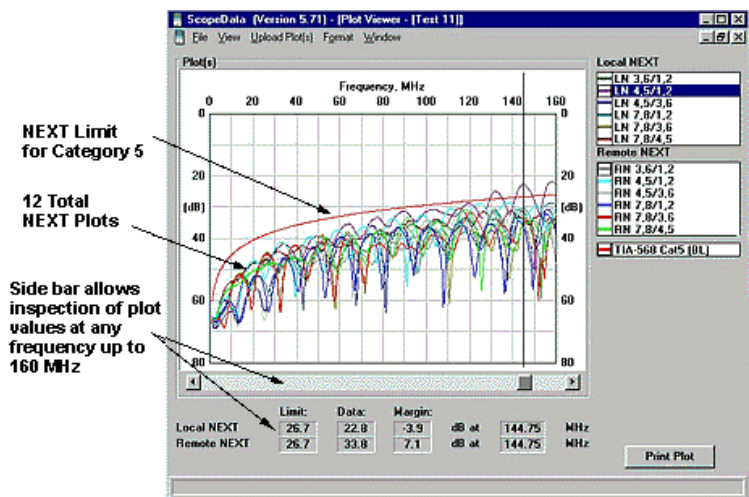 ScopeData (Version 5.71) - [Plot Viewer - (Test 11)]
File View Upload Plot(s) Format Window
Plot(s)
Frequency, MHz
0 20 40 60 80 100 120 140 160
0 0
20 20
[dB] [dB]
40 40
60 60
80 80
NEXT Limit
for Category 5
12 Total
NEXT Plots
Side bar allows
inspection of plot
values at any
frequency up to
160 MHz
Local NEXT
LN 3,6/1,2
LN 4,5/1,2
LN 4,5/3,6
LN 7,8/1,2
LN 7,8/3,6
LN 7,8/4,5
Remote NEXT
RN 3,6/1,2
RN 4,5/1,2
RN 4,5/3,6
RN 7,8/1,2
RN 7,8/3,6
RN 7,8/4,5
TIA-568 Cat5 (BL)
Limit: Data: Margin:
Local NEXT 26.7 22.8 -3.9 dB at 144.75 MHz
Remote NEXT 26.7 33.8 7.1 dB at 144.75 MHz
Print Plot